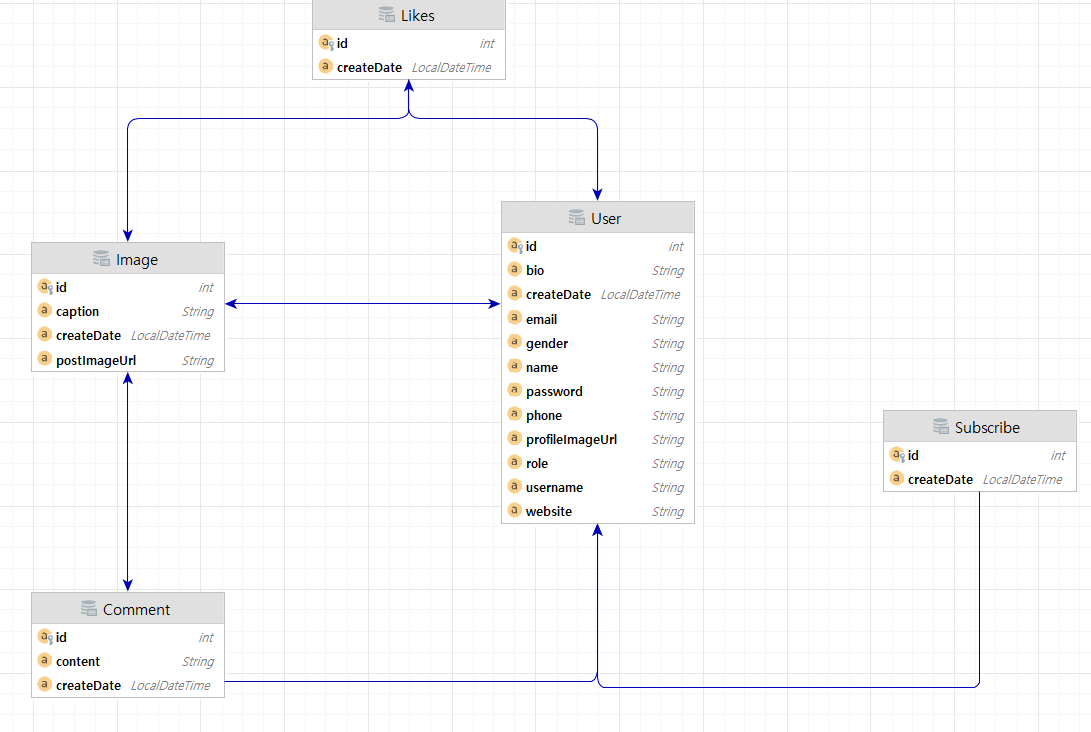 Likes
id int
createDate LocalDateTime
User
id int
bio String
createDate LocalDateTime
email String
gender String
name String
password String
phone String
profileImageUrl String
role String
username String
website String
Image
id int
caption String
createDate LocalDateTime
postImageUrl String
Subscribe
id int
createDate LocalDateTime
Comment
id int
content String
createDate LocalDateTime